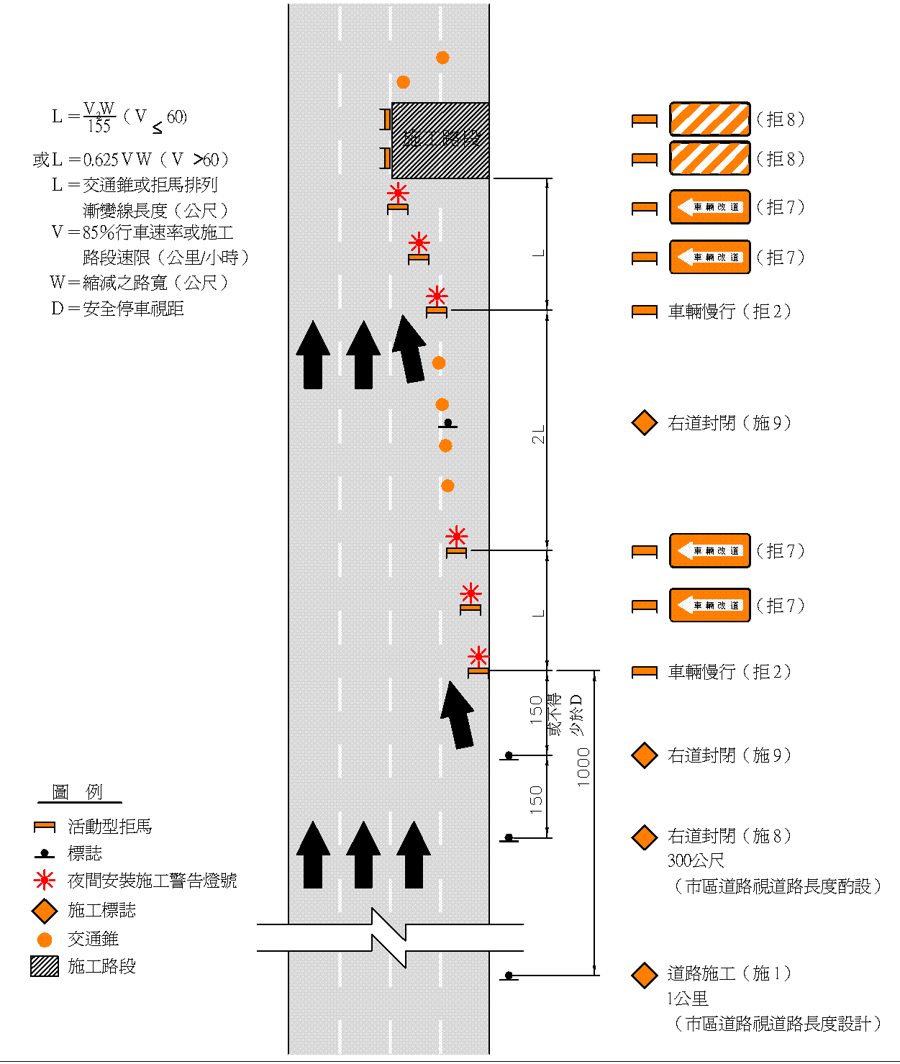 L＝V²W/155（V ≤ 60）
或L＝0.625VW（V >60）
L＝交通錐或拒馬排列
漸變線長度（公尺）
V＝85%行車速率或施工
路段速限（公里/小時）
W＝縮減之路寬（公尺）
D＝安全停車視距
施工路段
L
2L
L
150
或不得
少於D
150
1000
（拒8）
（拒8）
車輛改道（拒7）
車輛改道（拒7）
車輛慢行（拒2）
右道封閉（施9）
車輛改道（拒7）
車輛改道（拒7）
車輛慢行（拒2）
右道封閉（施9）
右道封閉（施8）
300公尺
（市區道路視道路長度酌設）
道路施工（施1）
1公里
（市區道路視道路長度設計）
圖 例
活動型拒馬
標誌
夜間安裝施工警告燈號
施工標誌
交通錐
施工路段